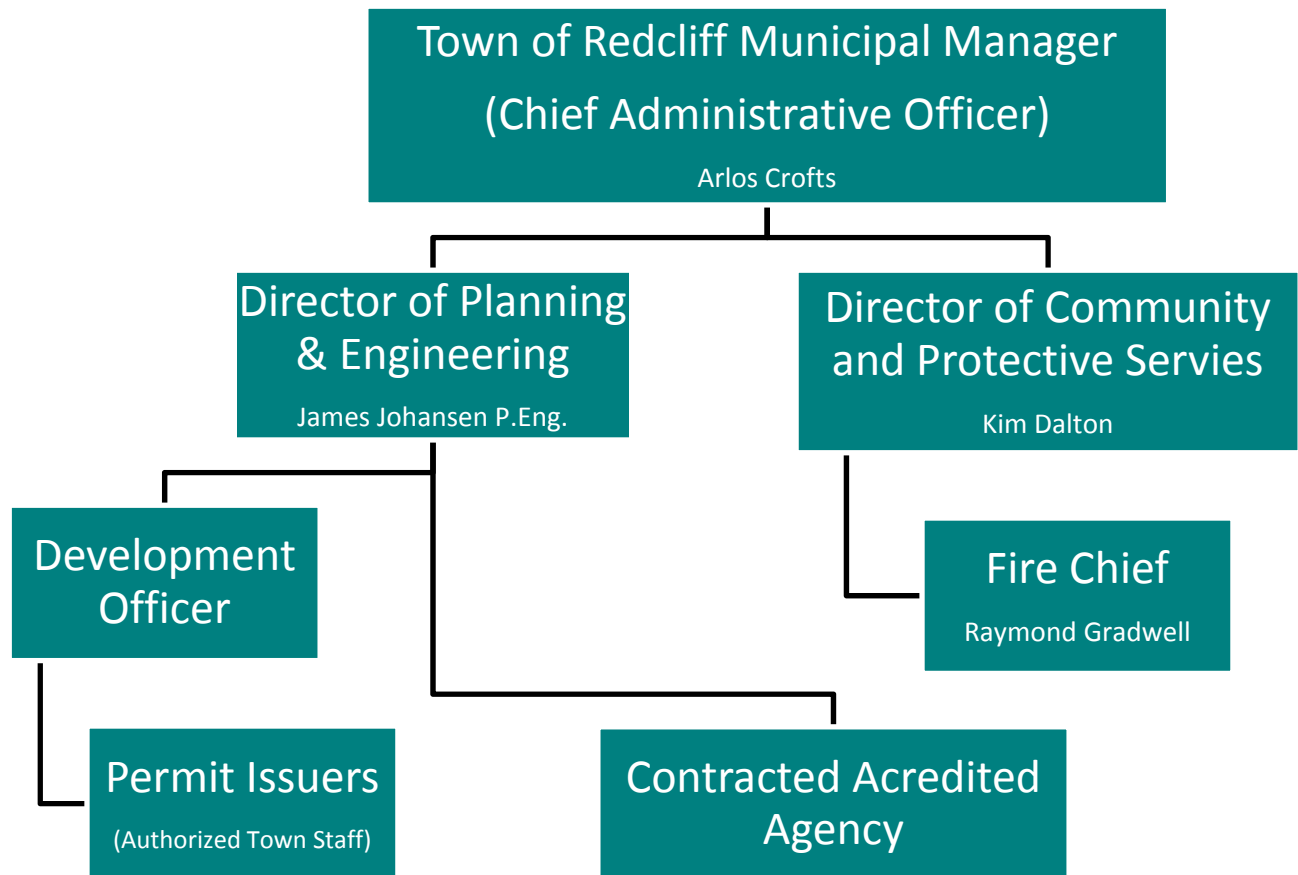 Town of Redcliff Municipal Manager
(Chief Administrative Officer)
Arlos Crofts
Director of Planning
& Engineering
James Johansen P.Eng.
Director of Community
and Protective Servies
Kim Dalton
Development
Officer
Fire Chief
Raymond Gradwell
Permit Issuers
(Authorized Town Staff)
Contracted Acredited
Agency